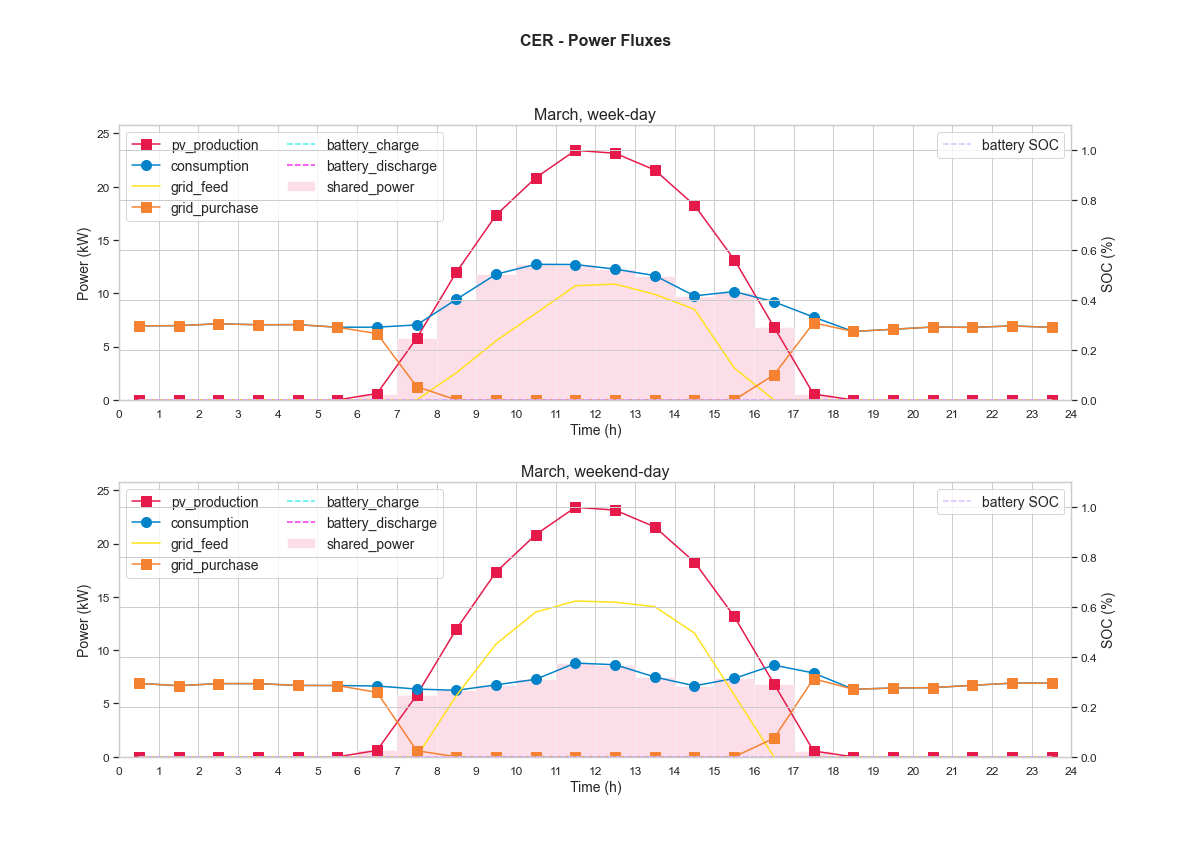 CER - Power Fluxes
March, week-day
pv_production
consumption
grid_feed
grid_purchase
battery_charge
battery_discharge
shared_power
battery SOC
Power (kW)
25
20
15
10
5
0
SOC (%)
1.0
0.8
0.6
0.4
0.2
0.0
0 1 2 3 4 5 6 7 8 9 10 11 12 13 14 15 16 17 18 19 20 21 22 23 24
Time (h)
March, weekend-day
pv_production
consumption
grid_feed
grid_purchase
battery_charge
battery_discharge
shared_power
battery SOC
Power (kW)
25
20
15
10
5
0
SOC (%)
1.0
0.8
0.6
0.4
0.2
0.0
0 1 2 3 4 5 6 7 8 9 10 11 12 13 14 15 16 17 18 19 20 21 22 23 24
Time (h)